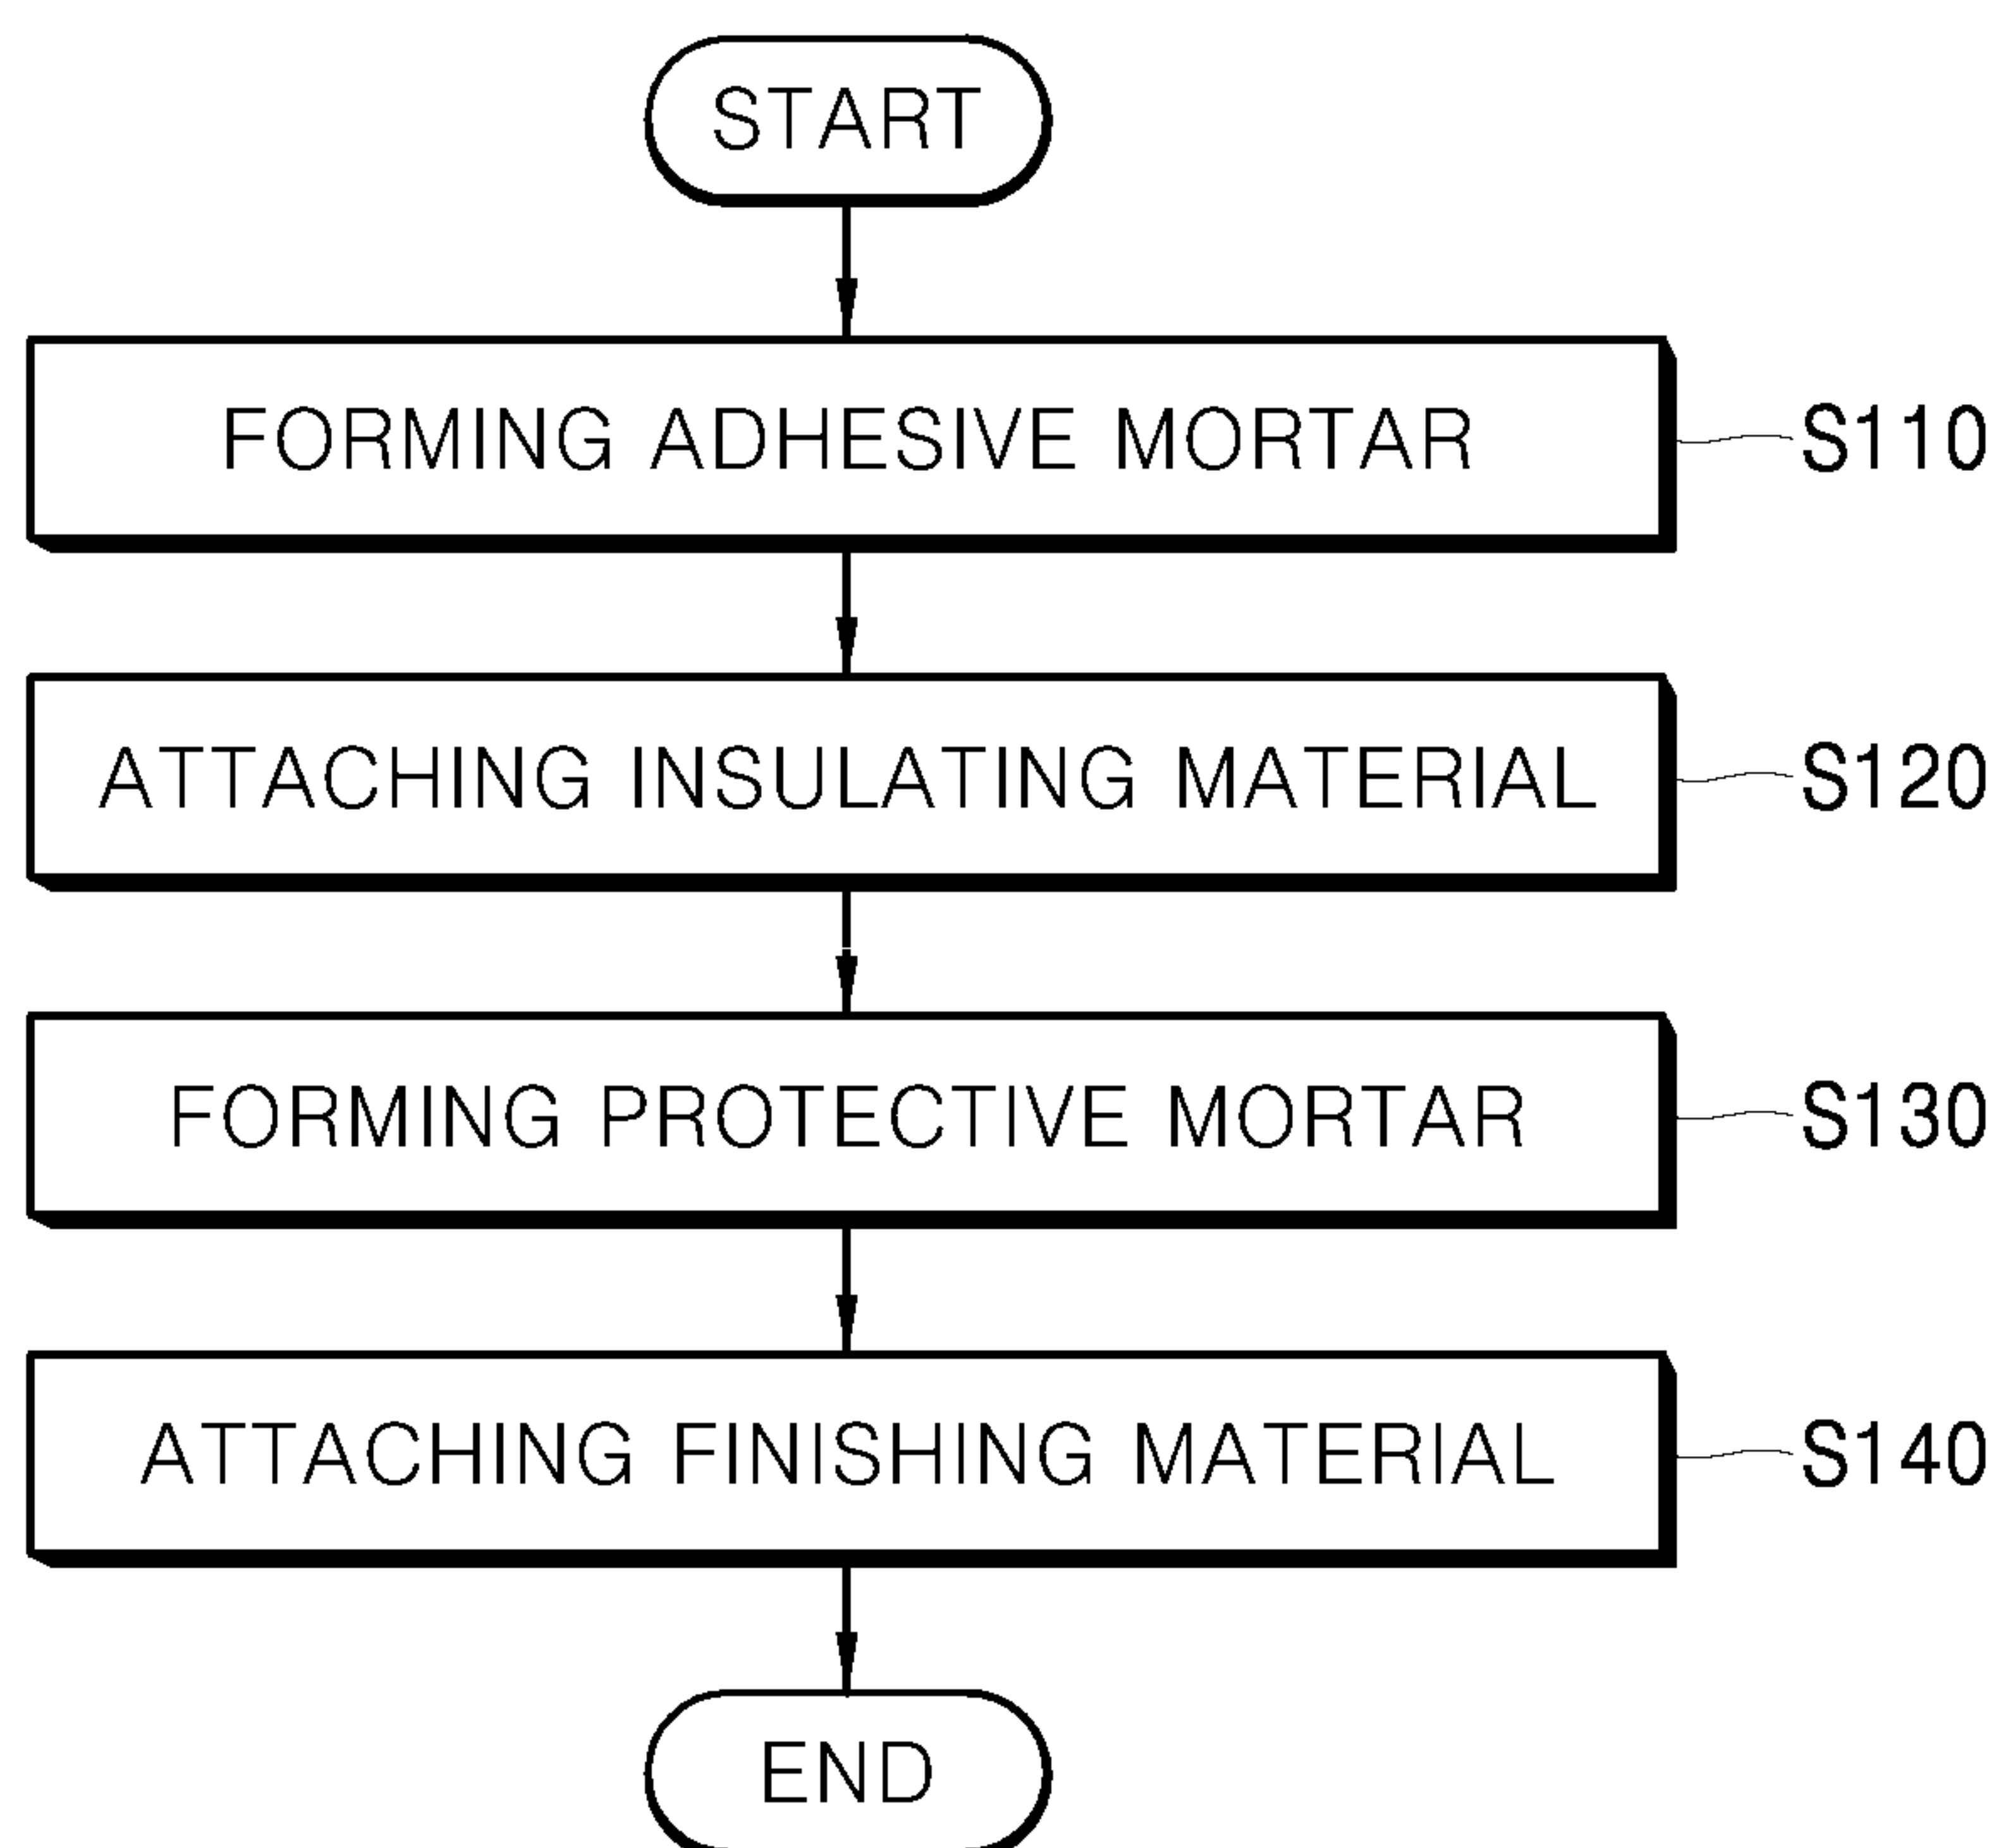 START
FORMING ADHESIVE MORTAR S110
ATTACHING INSULATING MATERIAL S120
FORMING PROTECTIVE MORTAR S130
ATTACHING FINISHING MATERIAL S140
END